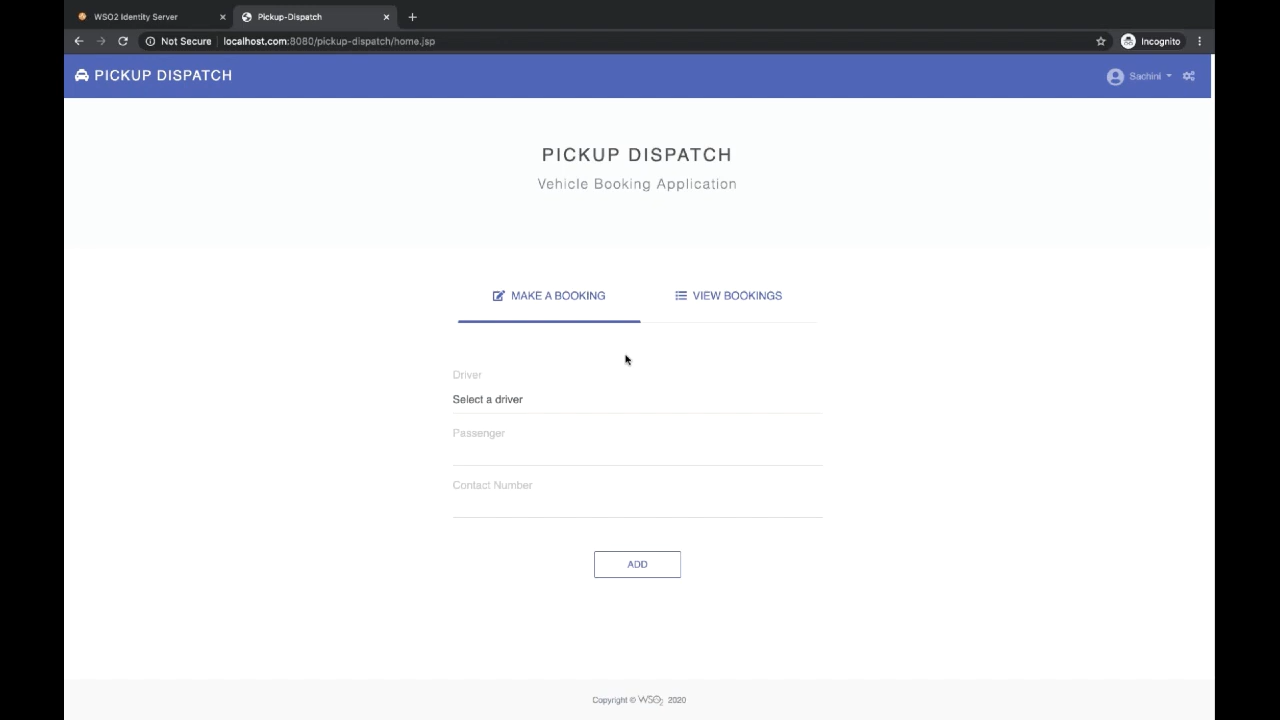 WSO2 Identity Server
Pickup-Dispatch
Not Secure
localhost.com:8080/pickup-dispatch/home.jsp
Incognito
PICKUP DISPATCH
Sachini
PICKUP DISPATCH
Vehicle Booking Application
MAKE A BOOKING
VIEW BOOKINGS
Driver
Select a driver
Passenger
Contact Number
ADD
Copyright © WSO2 2020